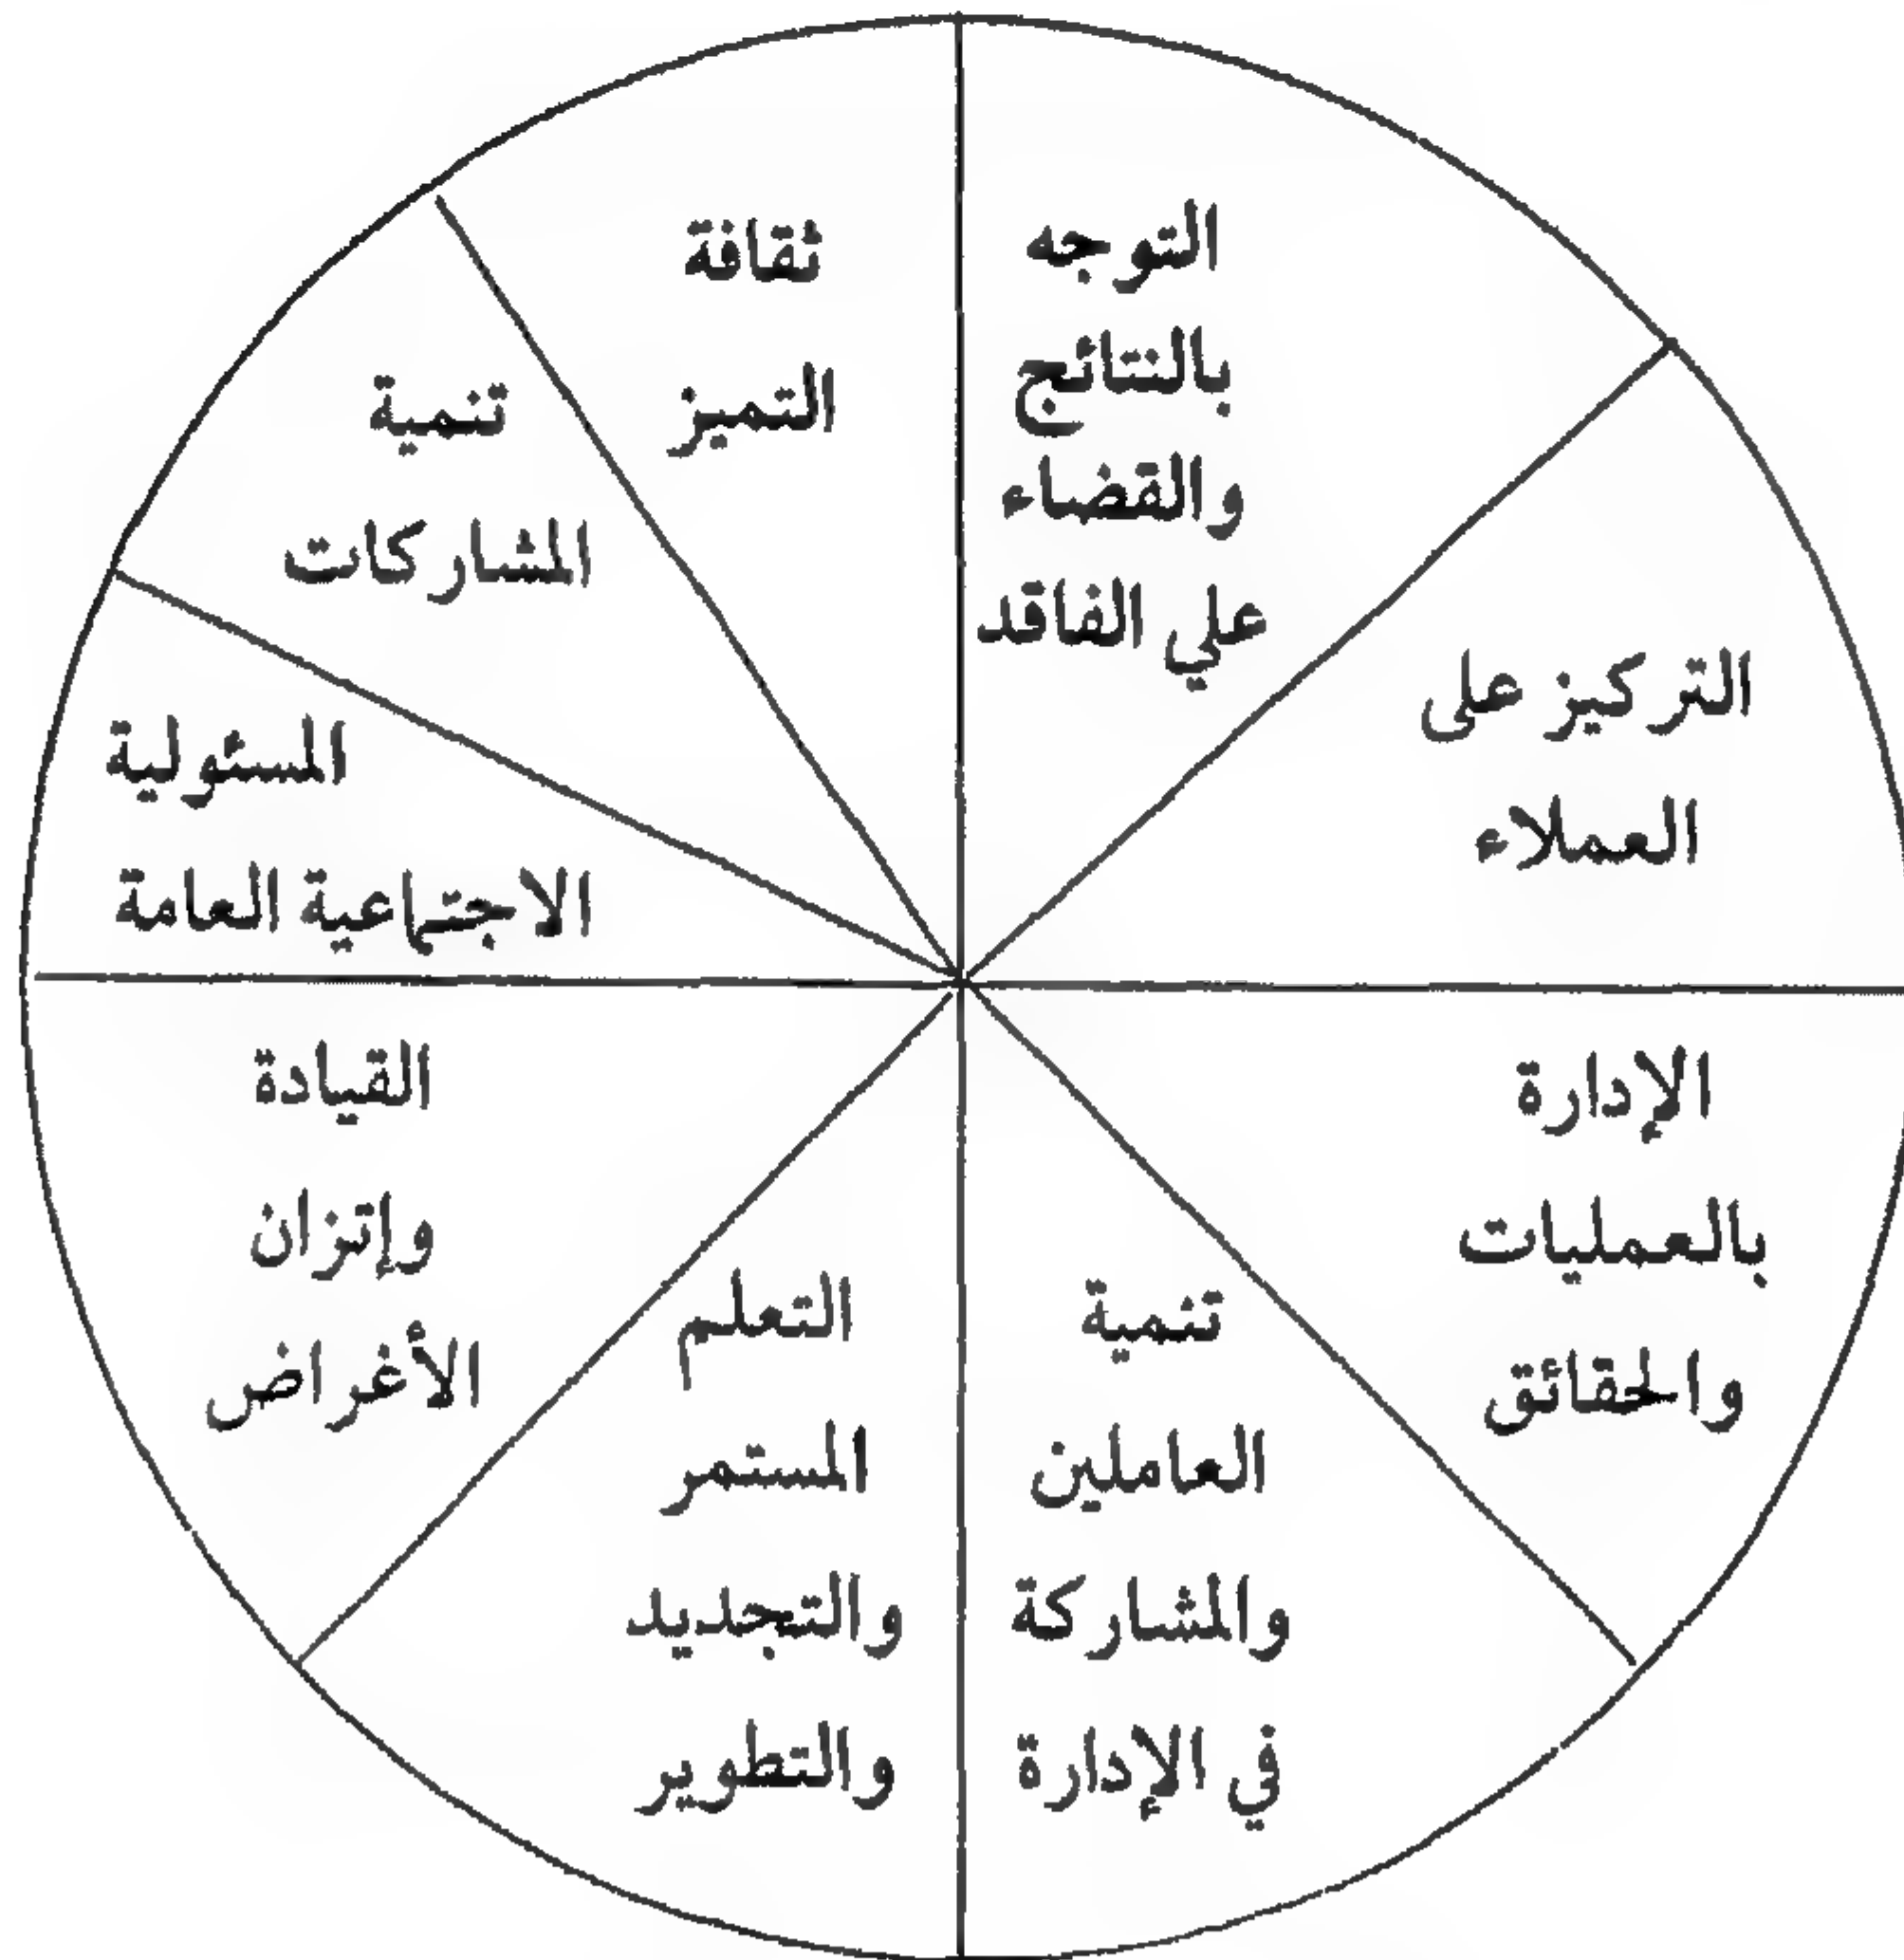 التوجه
بالنتائج
والقضاء
علي الفاقد
التركيز على
العملاء
الإدارة
بالعمليات
والحقائق
تنمية
العاملين
والمشاركة
في الإدارة
التعلم
المستمر
والتجديد
والتطوير
القيادة
وإتزان
الأغراض
المسئولية
الاجتماعية العامة
تنمية
المشاركات
ثقافة
التميز